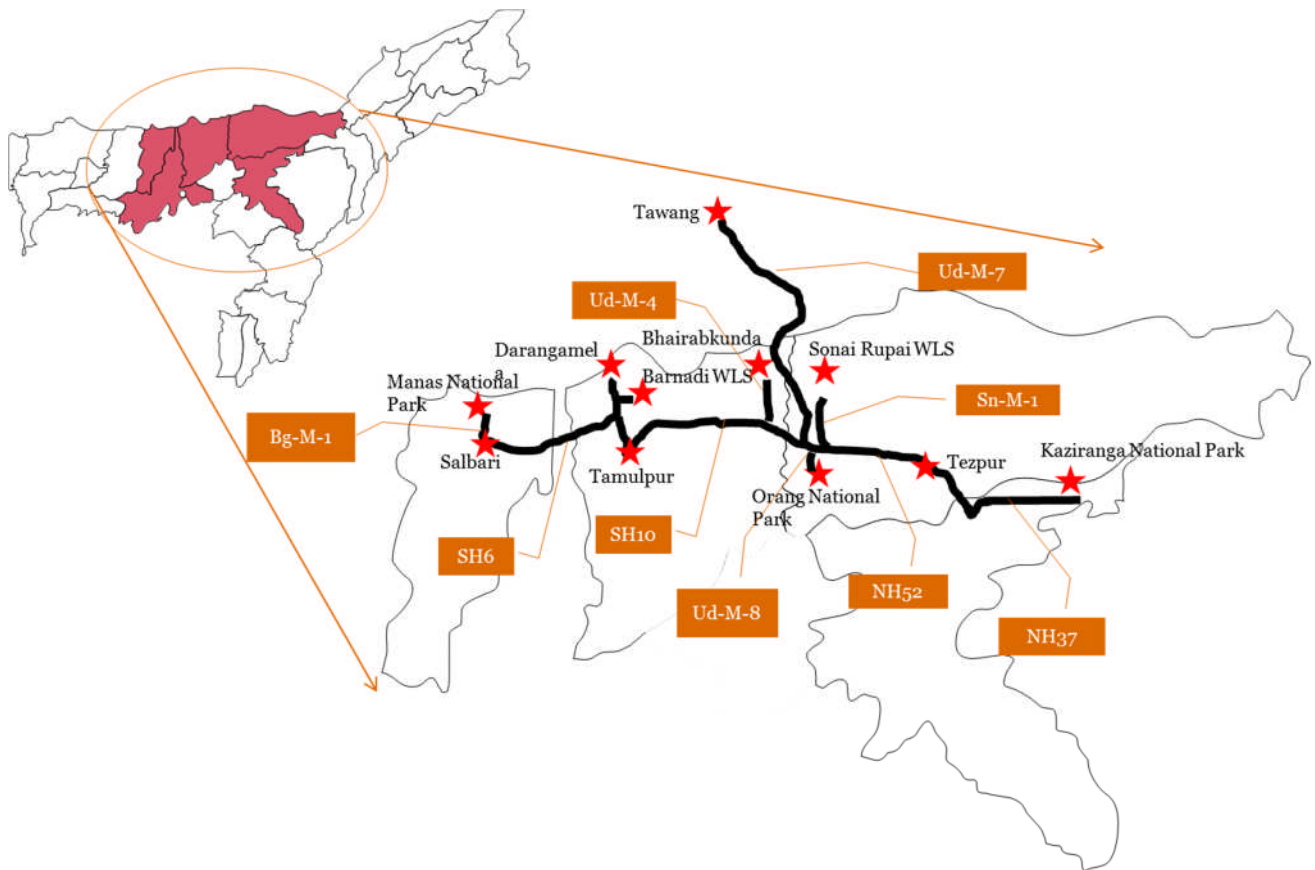 Tawang
Ud-M-7
Ud-M-4
Bhairabkunda
Sonai Rupai WLS
Darangamel
a
Barnadi WLS
Manas National
Park
Sn-M-1
Bg-M-1
Kaziranga National Park
Salbari
Tamulpur
Tezpur
Orang National
Park
SH10
SH6
NH52
Ud-M-8
NH37